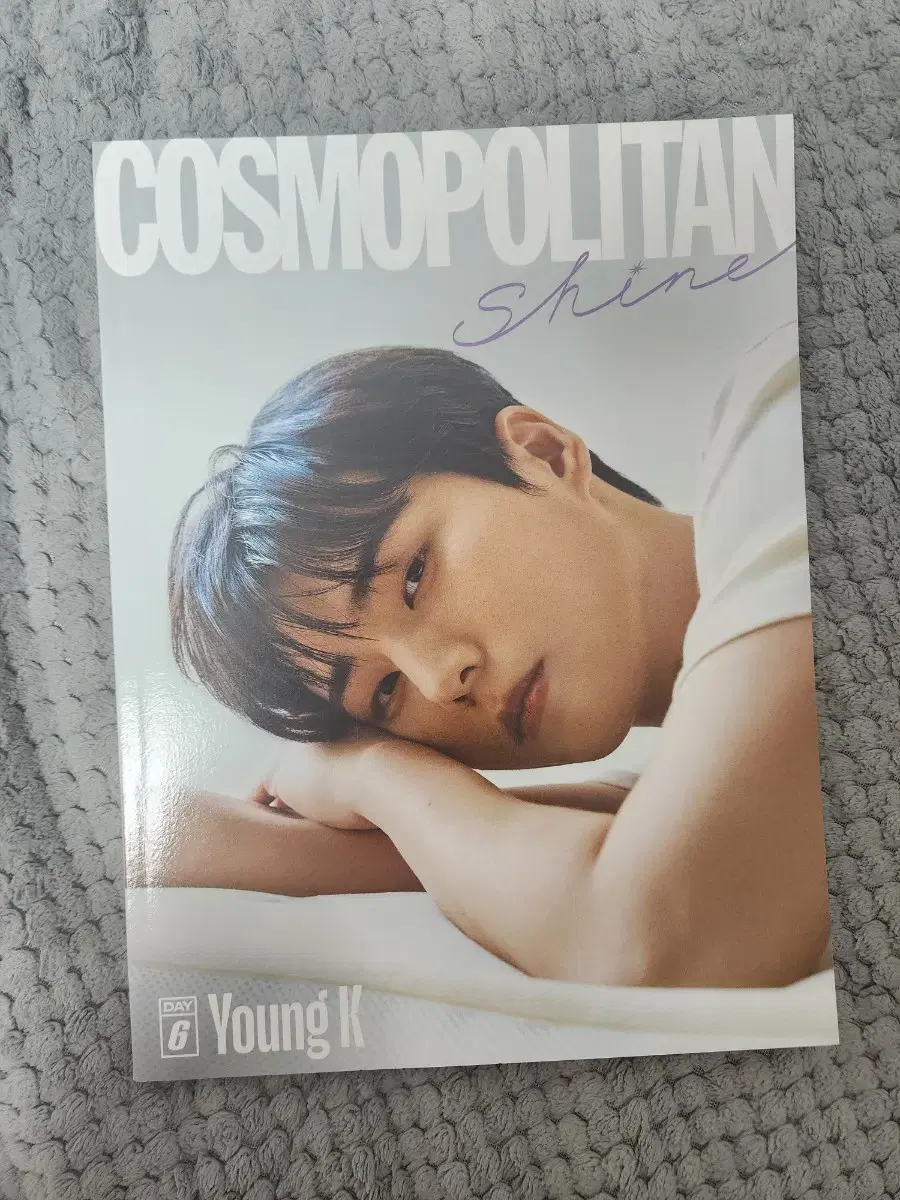 COSMOPOLITAN
Shine
DAY
6
Young K